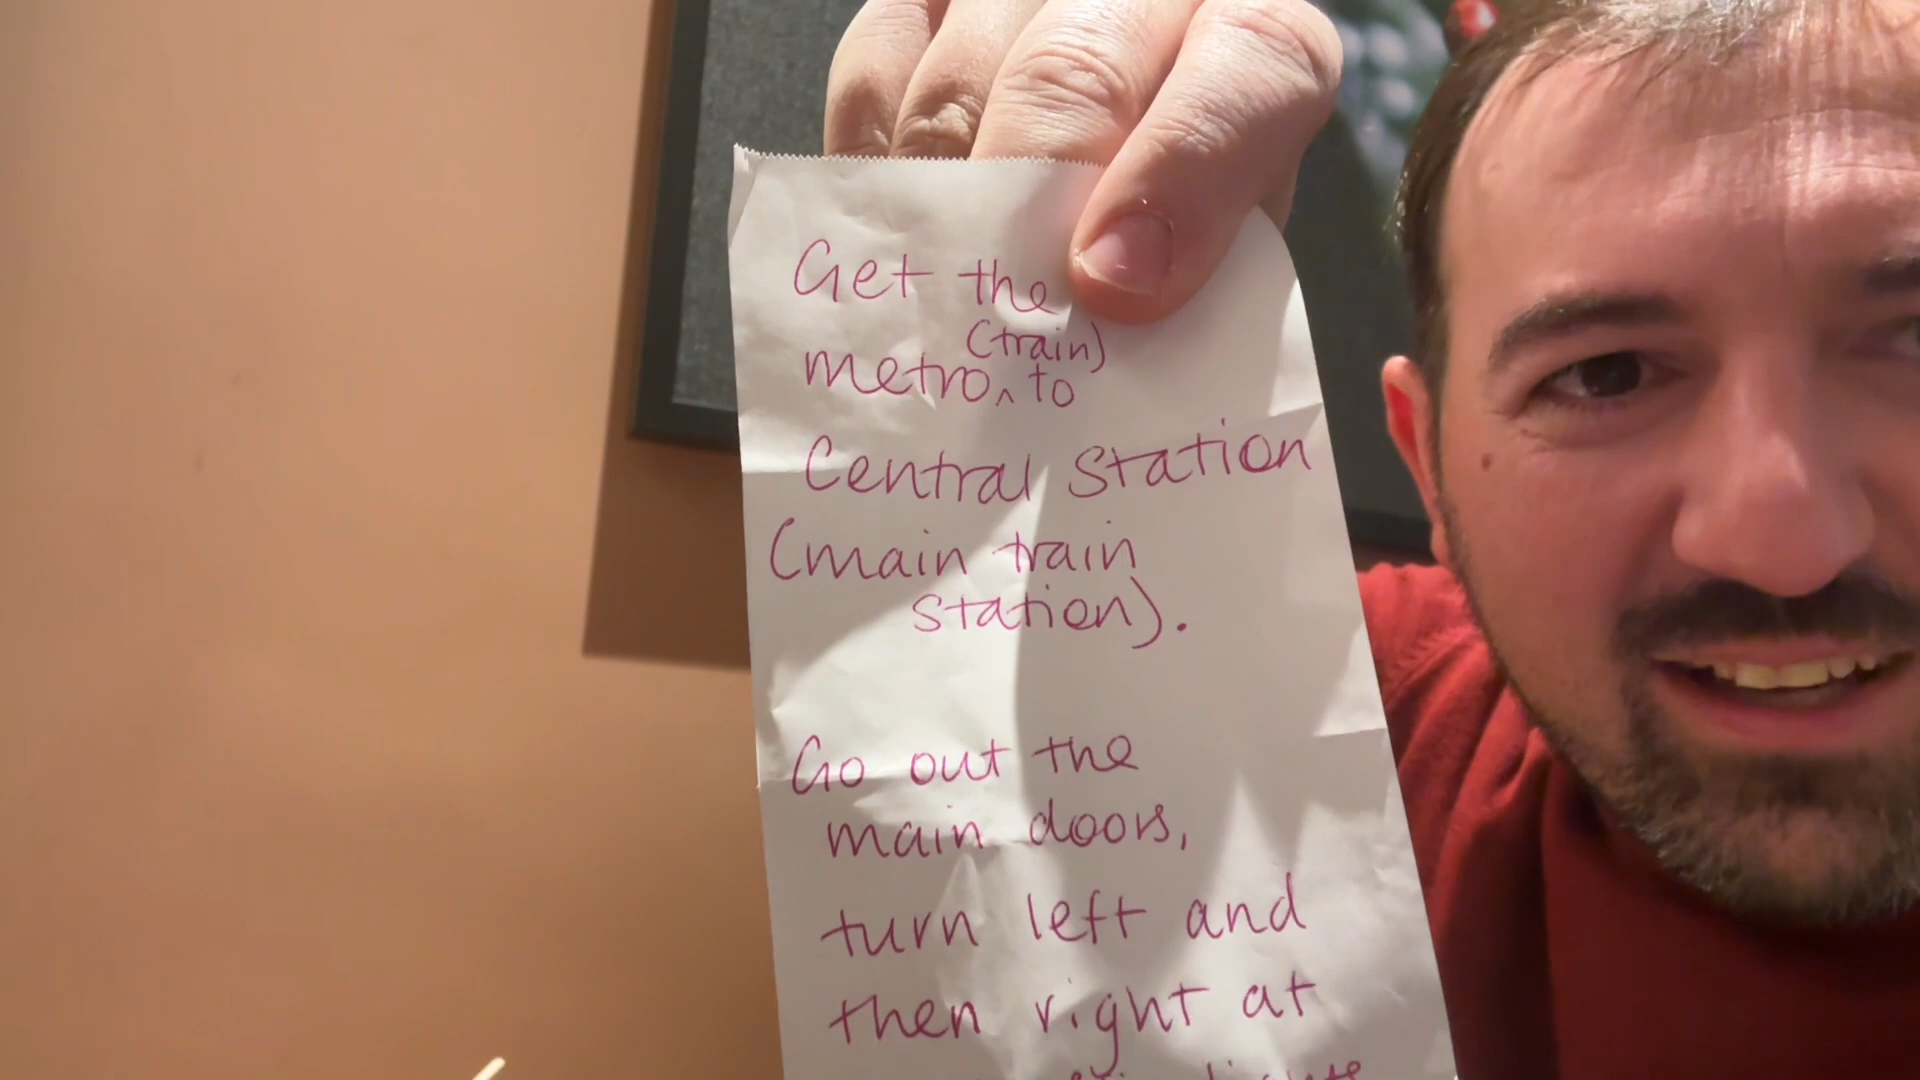 Get the
(train)
metro ^ to
Central Station
(main train
station).
Go out the
main doors,
turn left and
then right at
lights